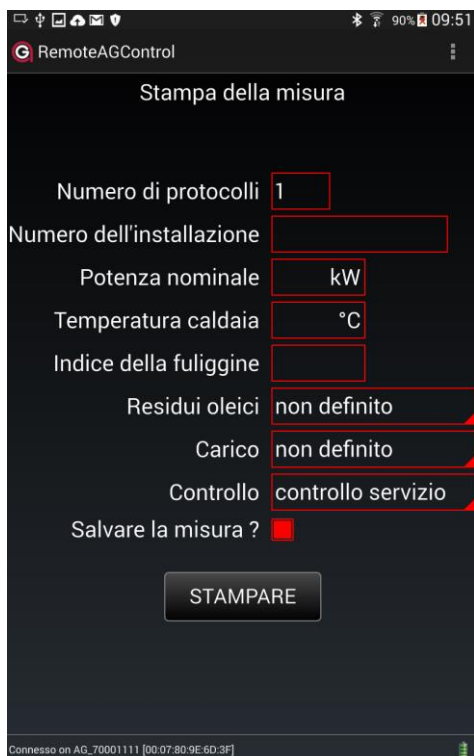 90% 09:51
RemoteAGControl
Stampa della misura
Numero di protocolli 1
Numero dell'installazione
Potenza nominale kW
Temperatura caldaia °C
Indice della fuliggine
Residui oleici non definito
Carico non definito
Controllo controllo servizio
Salvare la misura ?
STAMPARE
Connesso on AG_70001111 [00:07:80:9E:6D:3F]